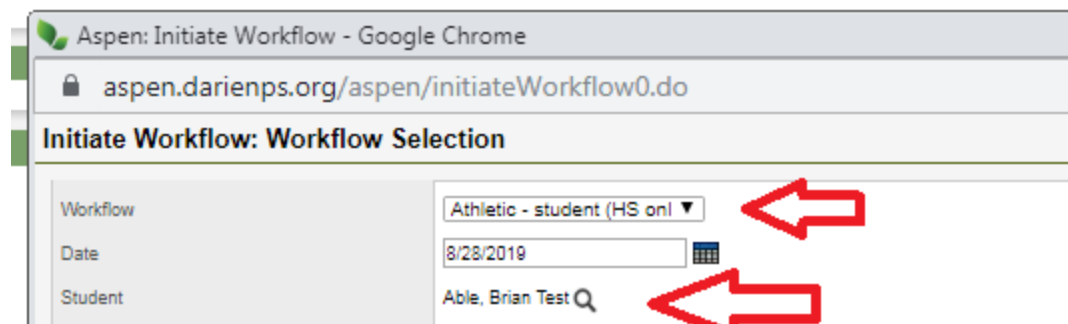 Aspen: Initiate Workflow - Google Chrome
aspen.darienps.org/aspen/initiateWorkflow0.do
Initiate Workflow: Workflow Selection
Workflow Athletic - student (HS onl
Date 8/28/2019
Student Able, Brian Test